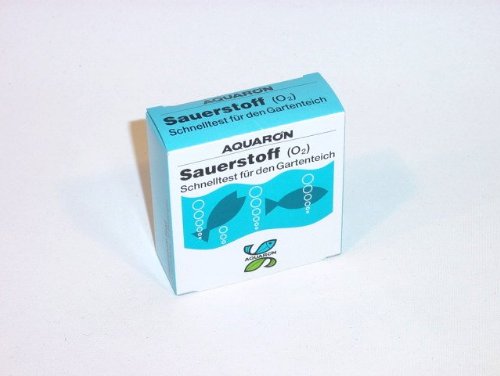 AQUARON
Sauerstoff (O₂)
Schnelltest für den Gartenteich
AQUARON
Sauerstoff (O₂)
Schnelltest für den Gartenteich
AQUARON